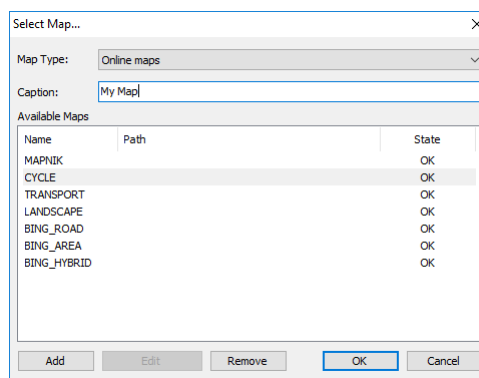 Select Map...
Map Type: Online maps
Caption: My Map
Available Maps
Name Path State
MAPNIK OK
CYCLE OK
TRANSPORT OK
LANDSCAPE OK
BING_ROAD OK
BING_AREA OK
BING_HYBRID OK
Add Edit Remove OK Cancel